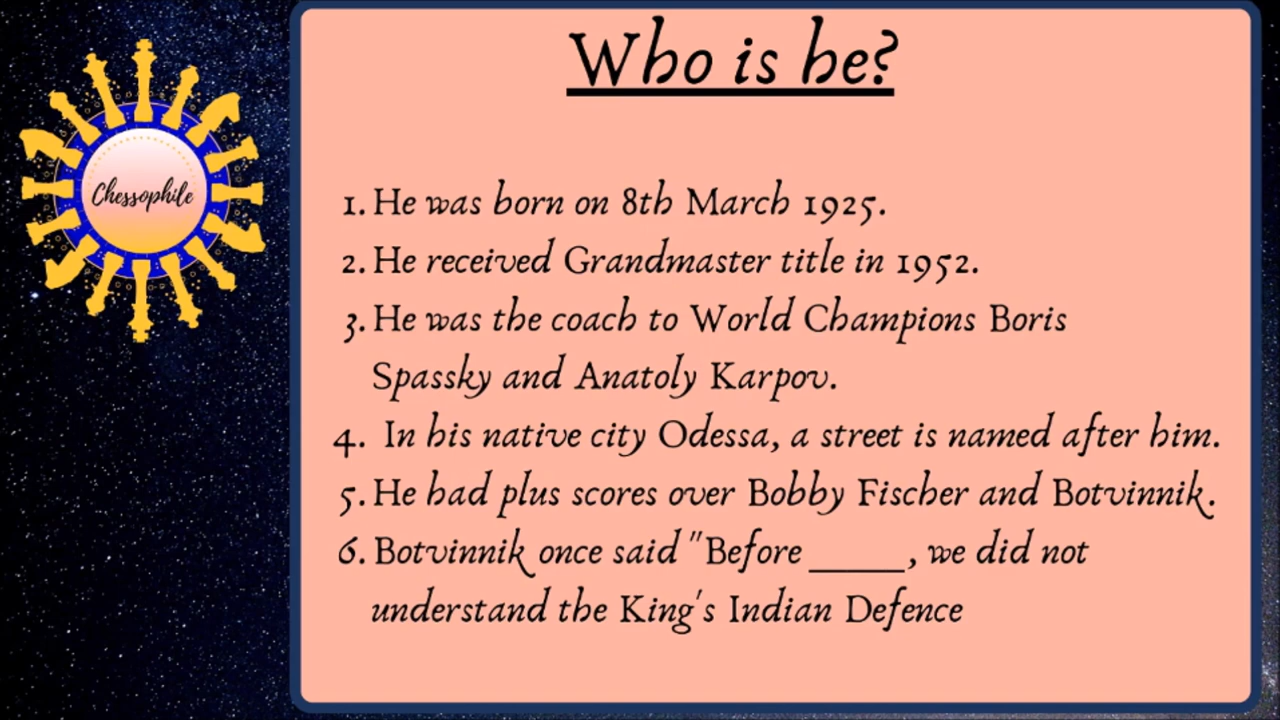 Who is he?
Chessophile
1. He was born on 8th March 1925.
2. He received Grandmaster title in 1952.
3. He was the coach to World Champions Boris
Spassky and Anatoly Karpov.
4. In his native city Odessa, a street is named after him.
5. He had plus scores over Bobby Fischer and Botvinnik.
6. Botvinnik once said "Before _____, we did not
understand the King's Indian Defence